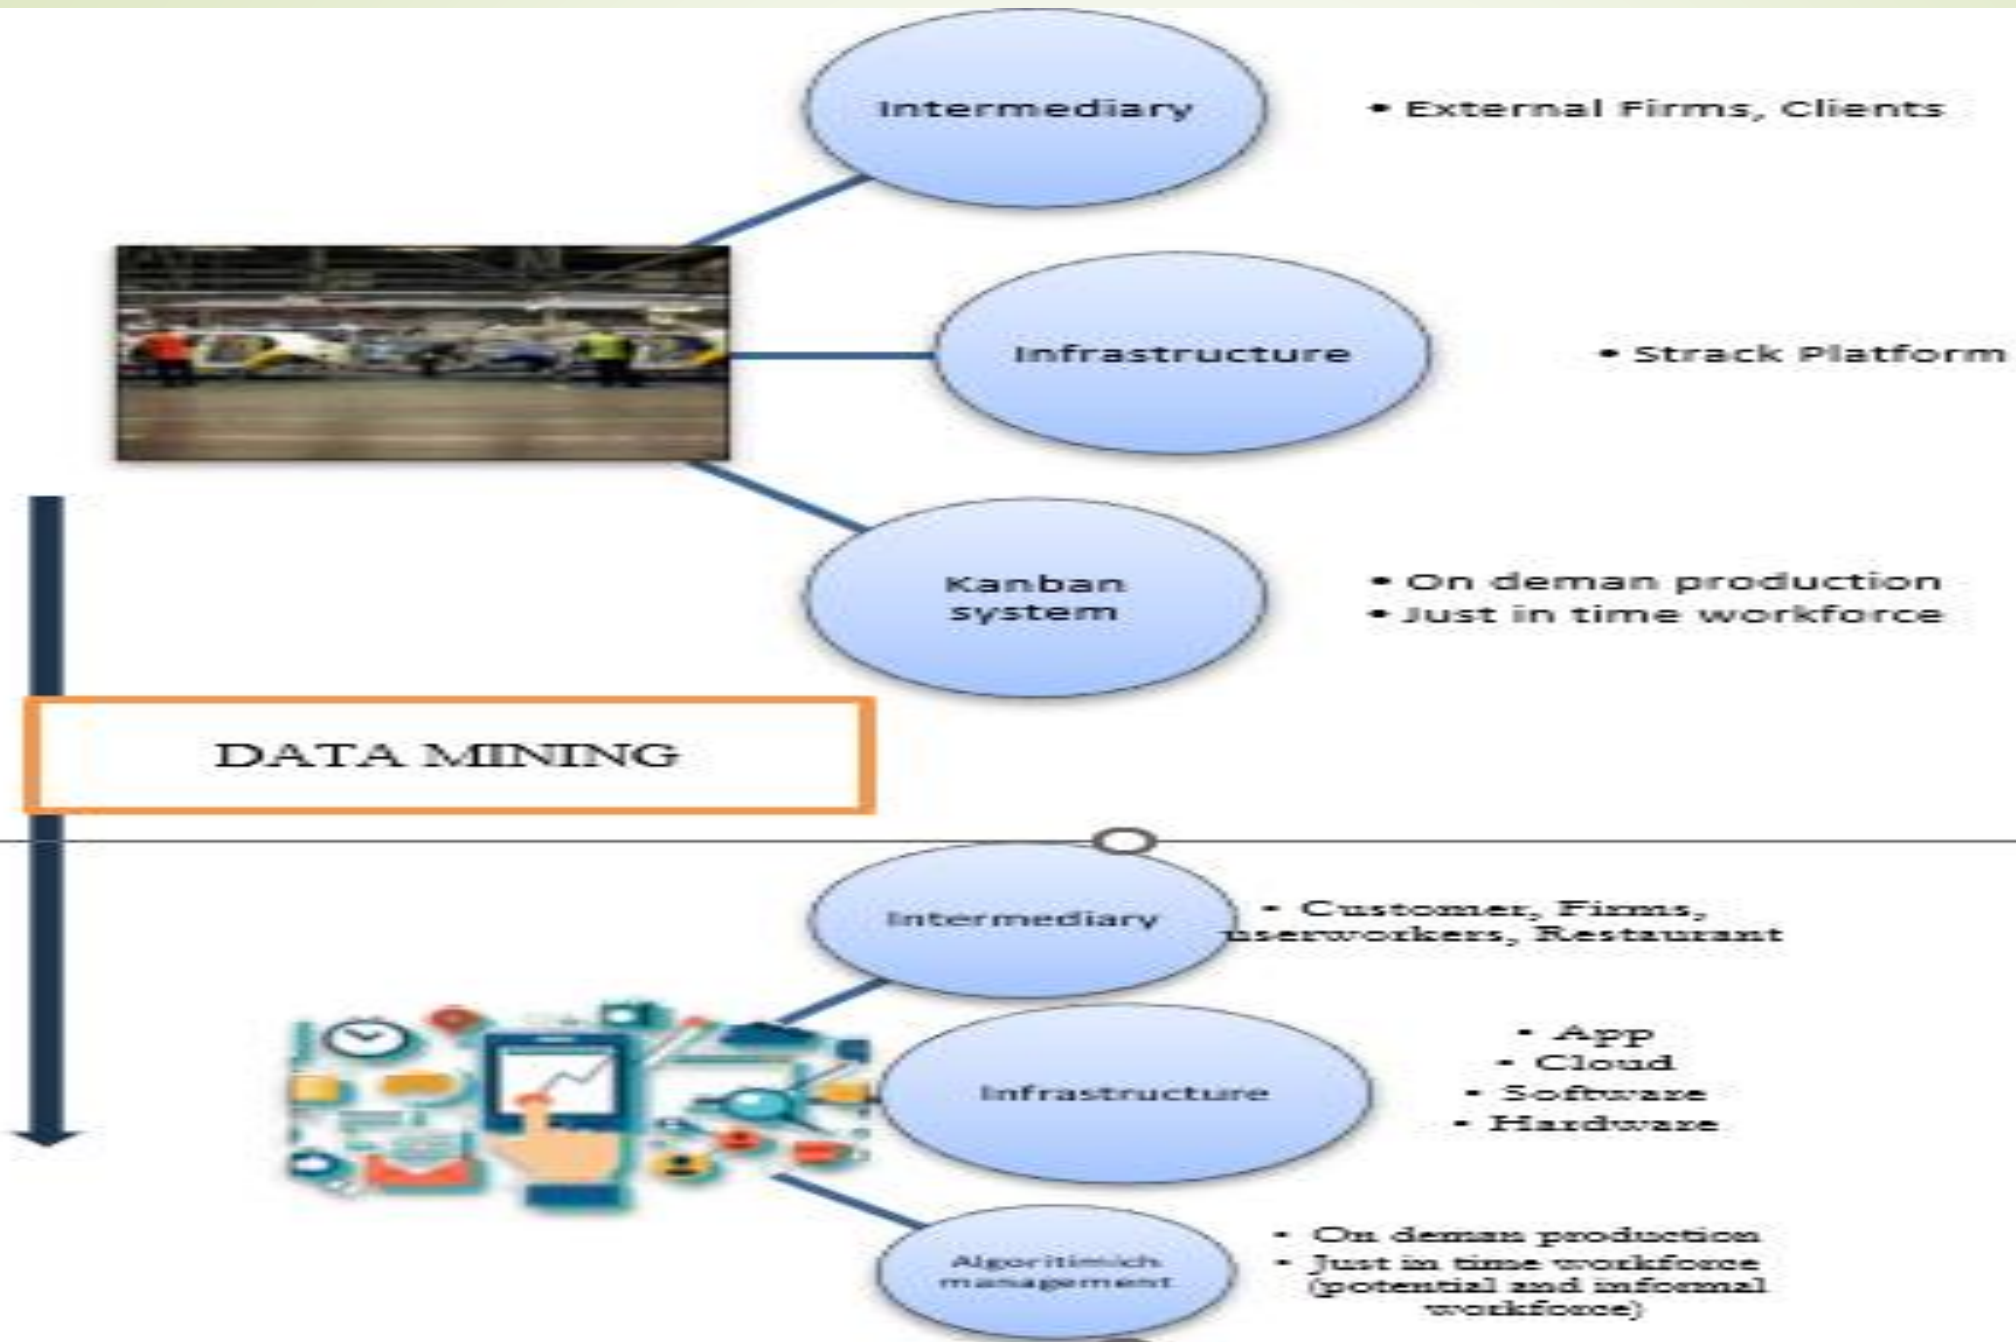 Intermediary
• External Firms, Clients
Infrastructure
• Strack Platform
Kanban
system
• On deman production
• Just in time workforce
DATA MINING
Intermediary
• Customer, Firms,
userworkers, Restaurant
Infrastructure
• App
• Cloud
• Software
• Hardware
Algoritimich
management
• On deman production
• Just in time workforce
(potential and informal
workforce)